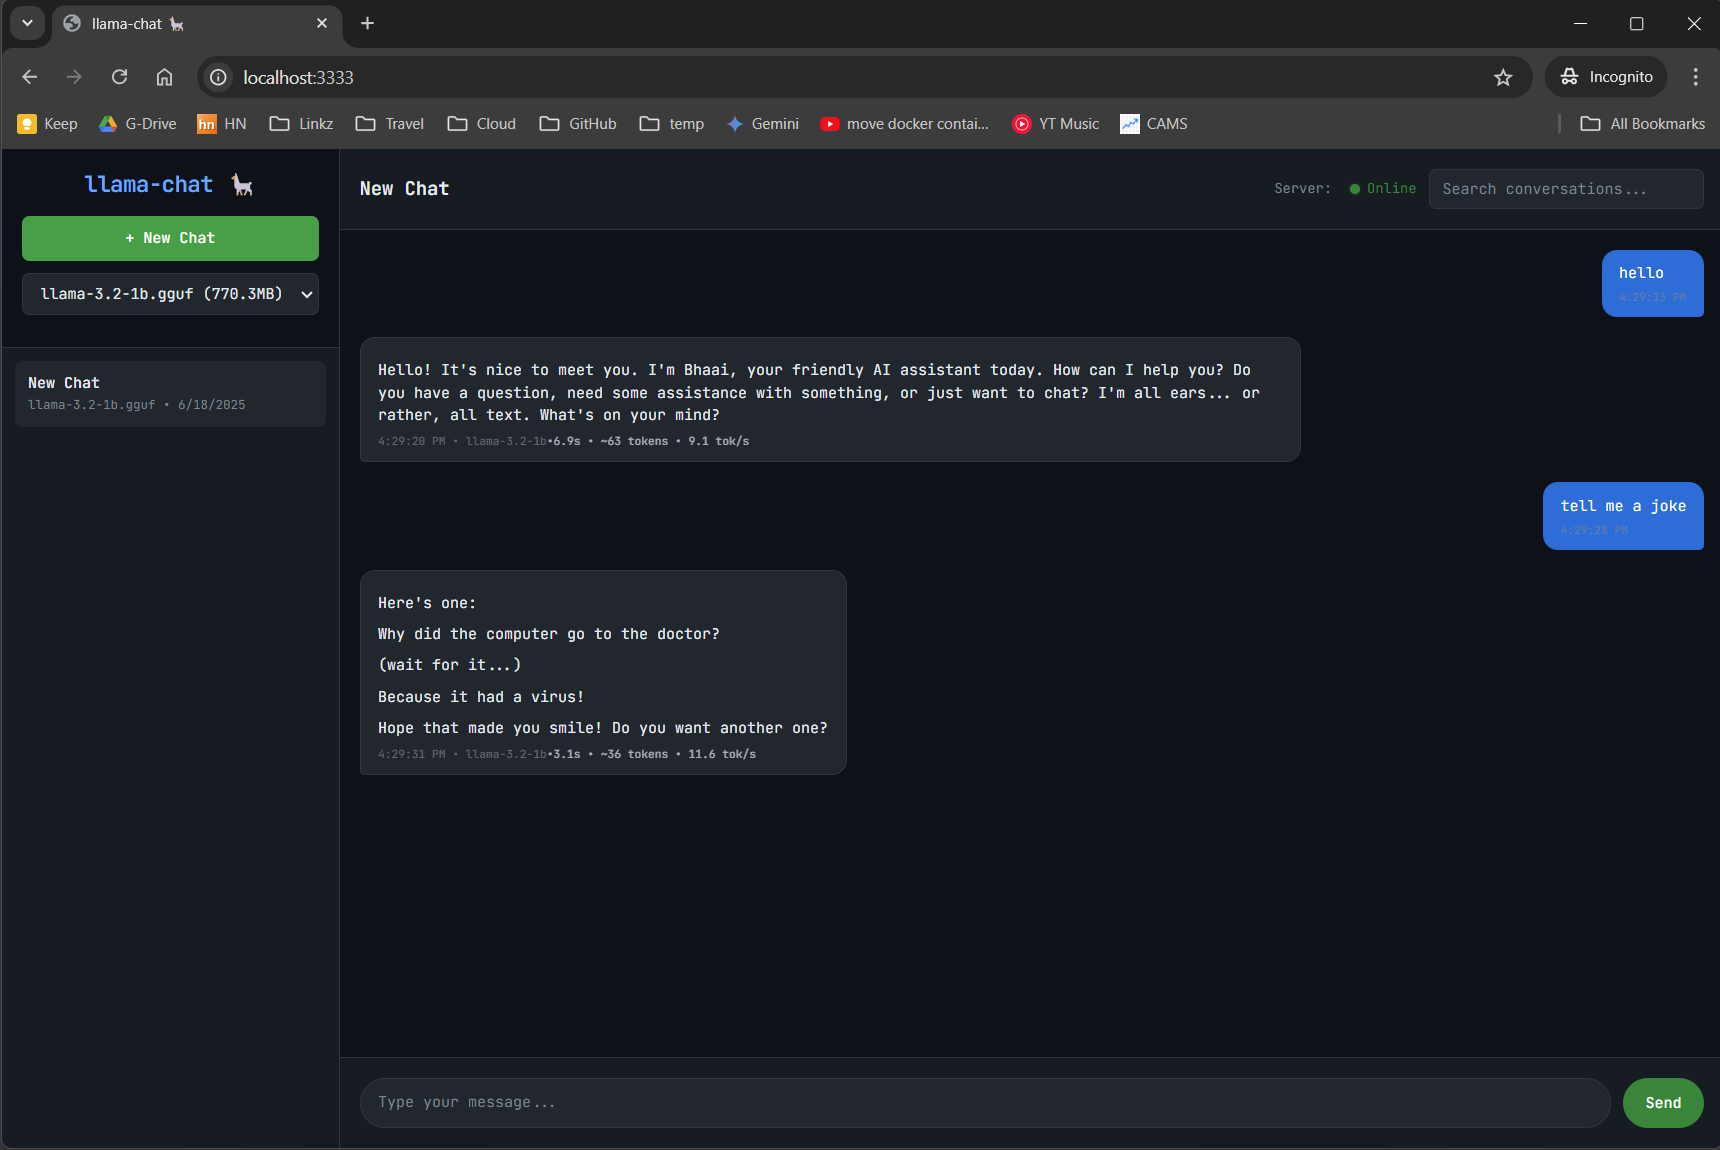 llama-chat 🦙
localhost:3333
Incognito
Keep G-Drive hn HN Linkz Travel Cloud GitHub temp Gemini move docker contai... YT Music CAMS All Bookmarks
llama-chat 🦙
+ New Chat
llama-3.2-1b.gguf (770.3MB)
New Chat
llama-3.2-1b.gguf • 6/18/2025
New Chat
Server: Online
Search conversations...
hello
4:29:13 PM
Hello! It's nice to meet you. I'm Bhaai, your friendly AI assistant today. How can I help you? Do
you have a question, need some assistance with something, or just want to chat? I'm all ears... or
rather, all text. What's on your mind?
4:29:20 PM • llama-3.2-1b•6.9s • ~63 tokens • 9.1 tok/s
tell me a joke
4:29:28 PM
Here's one:
Why did the computer go to the doctor?
(wait for it...)
Because it had a virus!
Hope that made you smile! Do you want another one?
4:29:31 PM • llama-3.2-1b•3.1s • ~36 tokens • 11.6 tok/s
Type your message...
Send